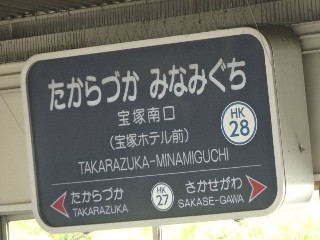 たからづか みなみぐち
宝塚南口
(宝塚ホテル前)
HK
28
TAKARAZUKA-MINAMIGUCHI
たからづか
TAKARAZUKA
HK
27
さかせがわ
SAKASE-GAWA